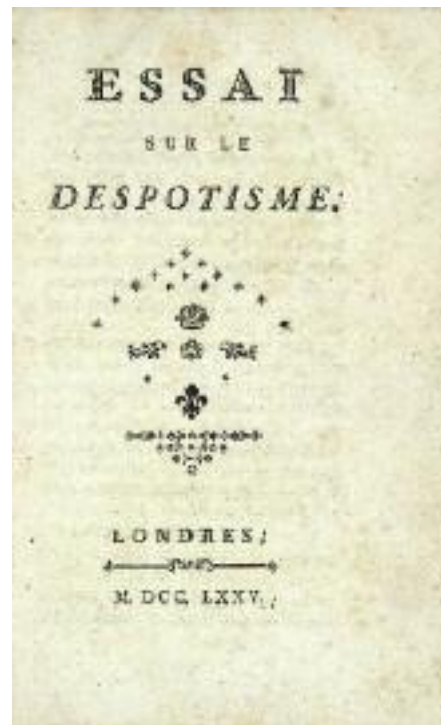 ESSAI
SUR LE
DESPOTISME.
LONDRES,
M. DCC. LXXV.